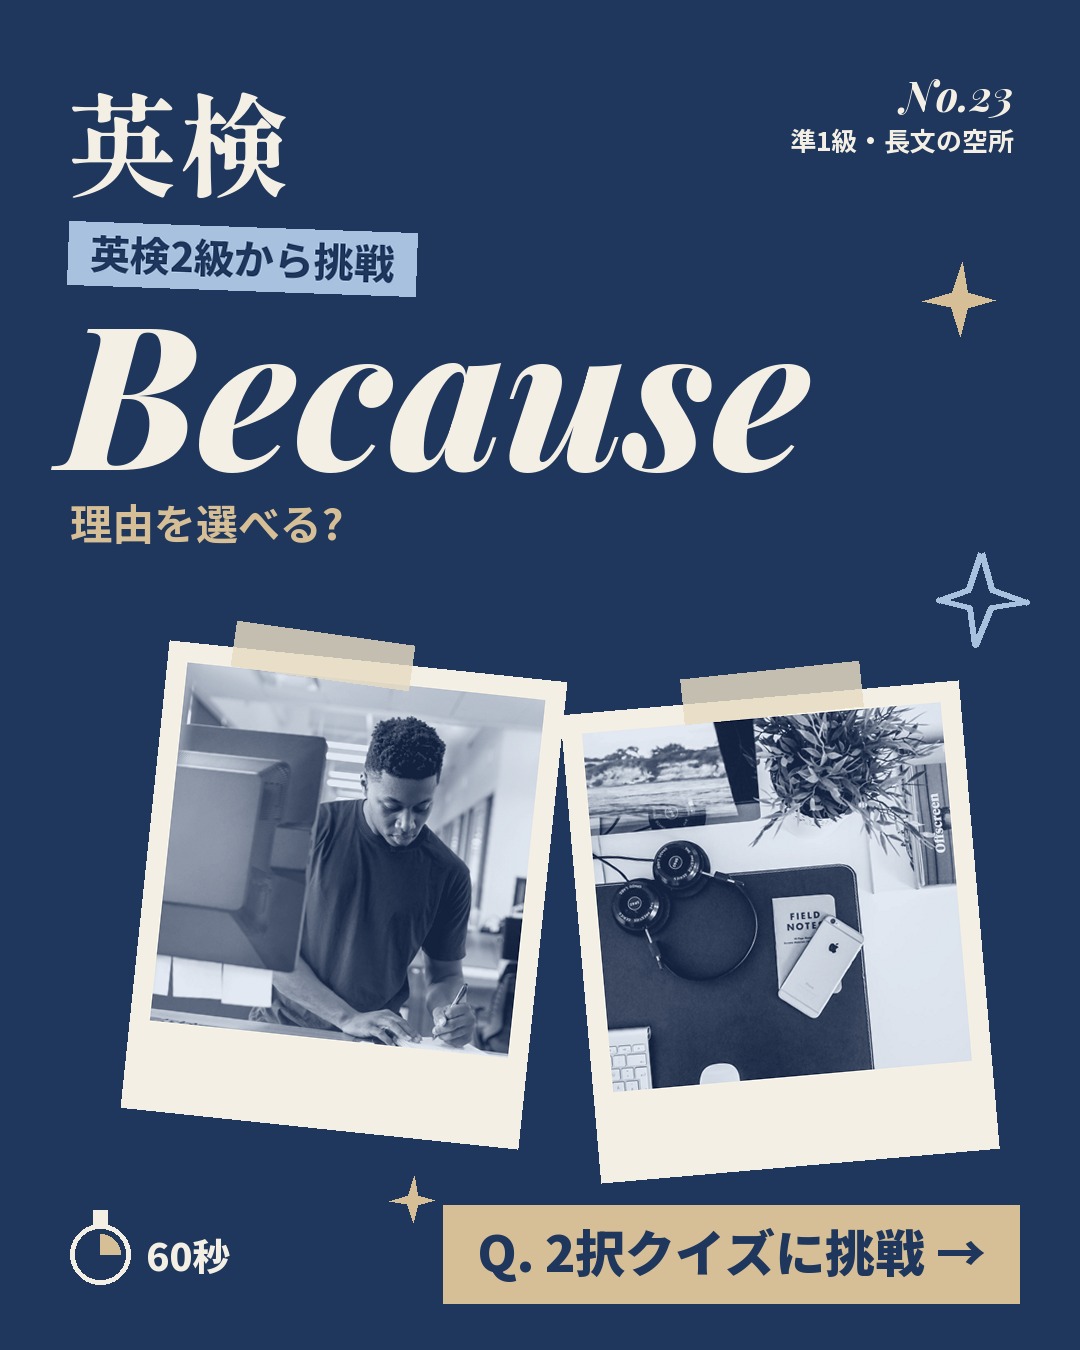 英検
No.23
準1級・長文の空所
英検2級から挑戦
Because
理由を選べる?
Offscreen
FIELD
NOTES
60秒
Q. 2択クイズに挑戦 →